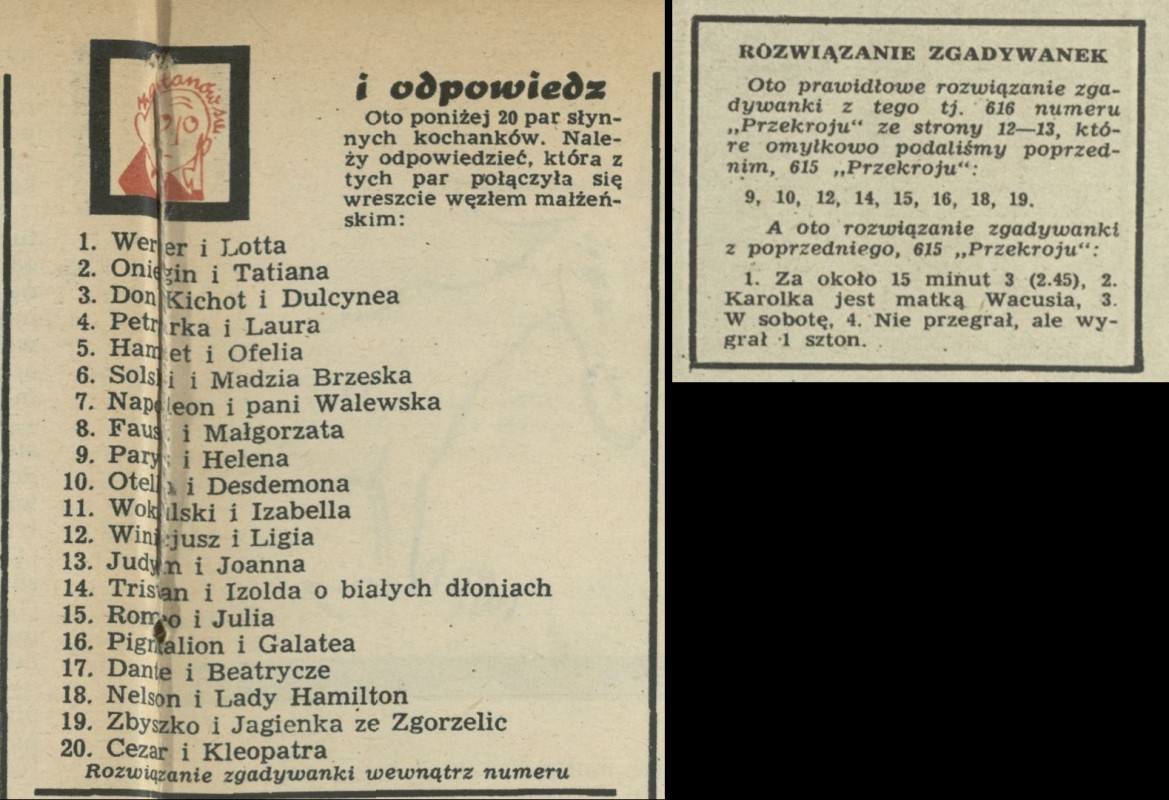 zastanów się
i odpowiedz
Oto poniżej 20 par słyn-
nych kochanków. Nale-
ży odpowiedzieć, która z
tych par połączyła się
wreszcie węzłem małżeń-
skim:
1. Werter i Lotta
2. Oniegin i Tatiana
3. Don Kichot i Dulcynea
4. Petrarka i Laura
5. Hamlet i Ofelia
6. Solski i Madzia Brzeska
7. Napoleon i pani Walewska
8. Faust i Małgorzata
9. Parys i Helena
10. Otello i Desdemona
11. Wokulski i Izabella
12. Winicjusz i Ligia
13. Judym i Joanna
14. Tristan i Izolda o białych dłoniach
15. Romeo i Julia
16. Pigmalion i Galatea
17. Dante i Beatrycze
18. Nelson i Lady Hamilton
19. Zbyszko i Jagienka ze Zgorzelic
20. Cezar i Kleopatra
Rozwiązanie zgadywanki wewnątrz numeru
ROZWIĄZANIE ZGADYWANEK
Oto prawidłowe rozwiązanie zga-
dywanki z tego tj. 616 numeru
„Przekroju" ze strony 12—13, któ-
re omyłkowo podaliśmy poprzed-
nim, 615 „Przekroju":
9, 10, 12, 14, 15, 16, 18, 19.
A oto rozwiązanie zgadywanki
z poprzedniego, 615 „Przekroju":
1. Za około 15 minut 3 (2.45), 2.
Karolka jest matką Wacusia, 3.
W sobotę, 4. Nie przegrał, ale wy-
grał 1 szton.